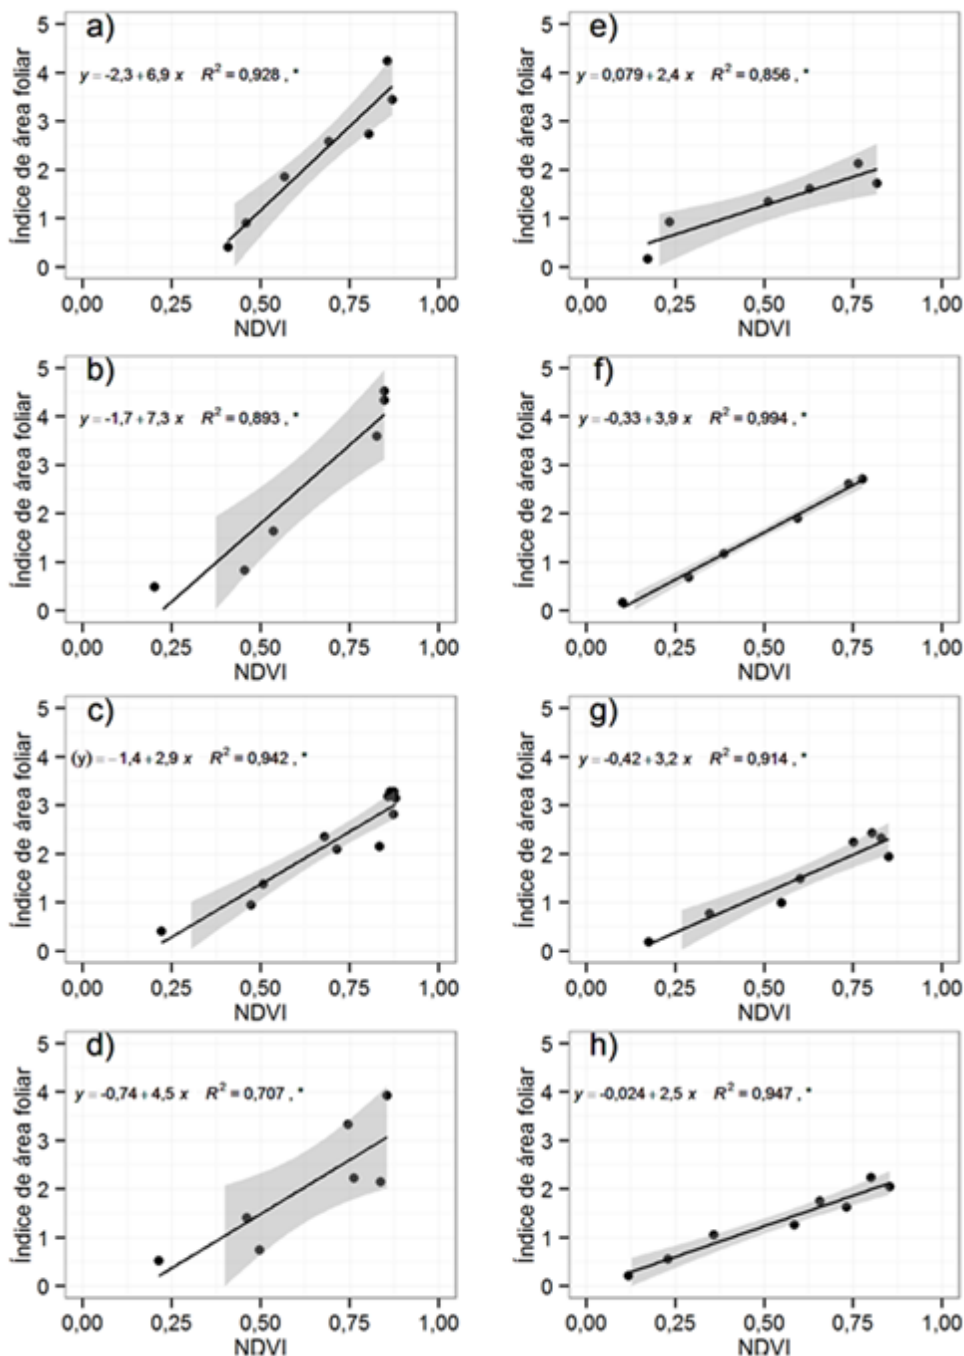 a)
y = -2,3 + 6,9 x R² = 0,928 , *
Índice de área foliar
5
4
3
2
1
0
0,00 0,25 0,50 0,75 1,00
NDVI
e)
y = 0,079 + 2,4 x R² = 0,856 , *
Índice de área foliar
5
4
3
2
1
0
0,00 0,25 0,50 0,75 1,00
NDVI
b)
y = -1,7 + 7,3 x R² = 0,893 , *
Índice de área foliar
5
4
3
2
1
0
0,00 0,25 0,50 0,75 1,00
NDVI
f)
y = -0,33 + 3,9 x R² = 0,994 , *
Índice de área foliar
5
4
3
2
1
0
0,00 0,25 0,50 0,75 1,00
NDVI
c)
(y) = -1,4 + 2,9 x R² = 0,942 , *
Índice de área foliar
5
4
3
2
1
0
0,00 0,25 0,50 0,75 1,00
NDVI
g)
y = -0,42 + 3,2 x R² = 0,914 , *
Índice de área foliar
5
4
3
2
1
0
0,00 0,25 0,50 0,75 1,00
NDVI
d)
y = -0,74 + 4,5 x R² = 0,707 , *
Índice de área foliar
5
4
3
2
1
0
0,00 0,25 0,50 0,75 1,00
NDVI
h)
y = -0,024 + 2,5 x R² = 0,947 , *
Índice de área foliar
5
4
3
2
1
0
0,00 0,25 0,50 0,75 1,00
NDVI